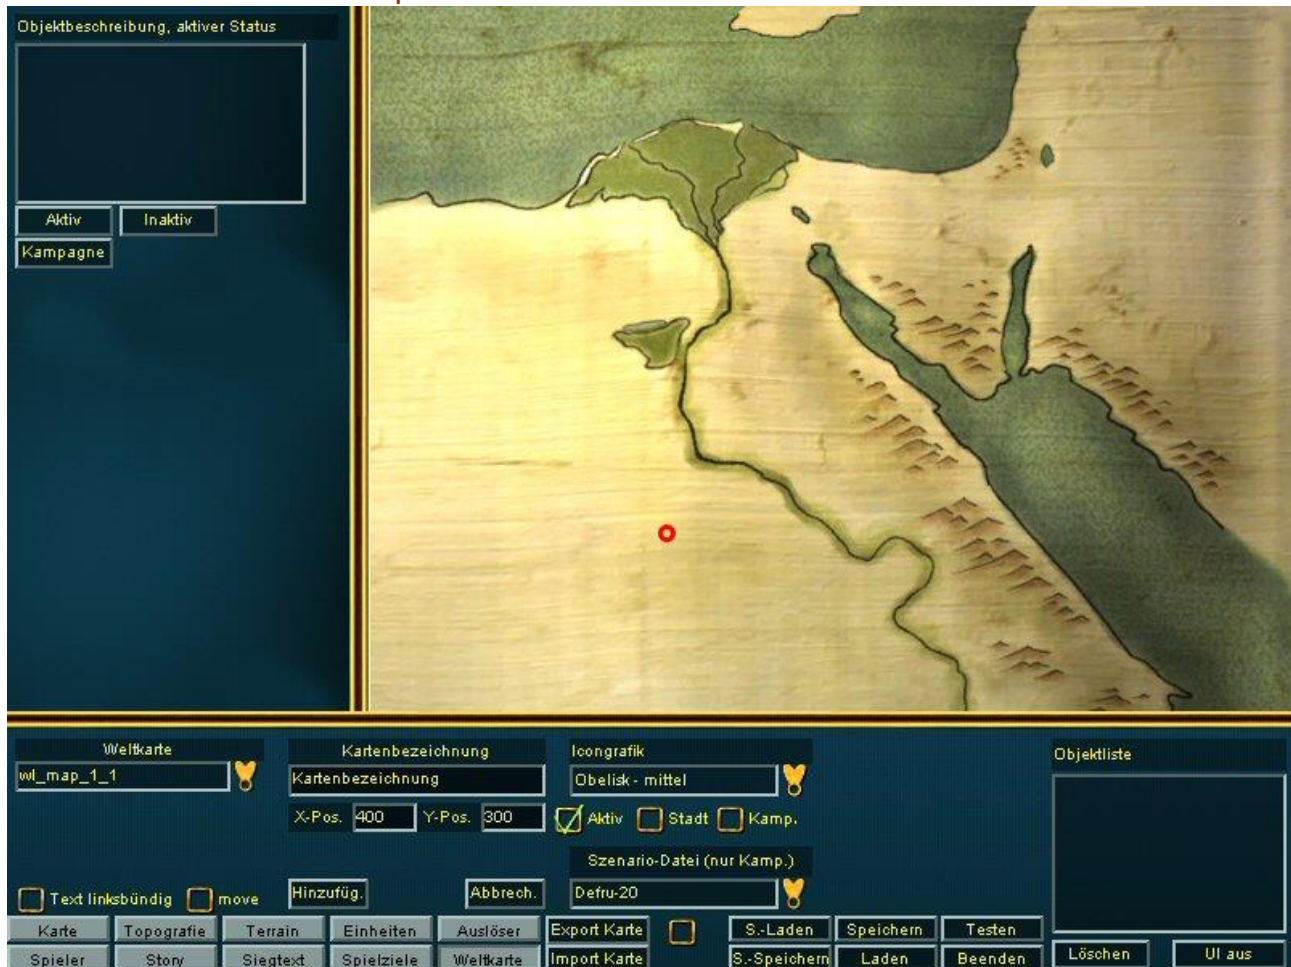 Objektbeschreibung, aktiver Status
Aktiv Inaktiv
Kampagne
Weltkarte Kartenbezeichnung Icongrafik Objektliste
wl_map_1_1 Kartenbezeichnung Obelisk - mittel
X-Pos. 400 Y-Pos. 300 Aktiv Stadt Kamp.
Szenario-Datei (nur Kamp.)
Text linksbündig move Hinzufüg. Abbrech. Defru-20
Karte Topografie Terrain Einheiten Auslöser Export Karte S.-Laden Speichern Testen
Spieler Story Siegtext Spielziele Weltkarte Import Karte S.-Speichern Laden Beenden Löschen UI aus